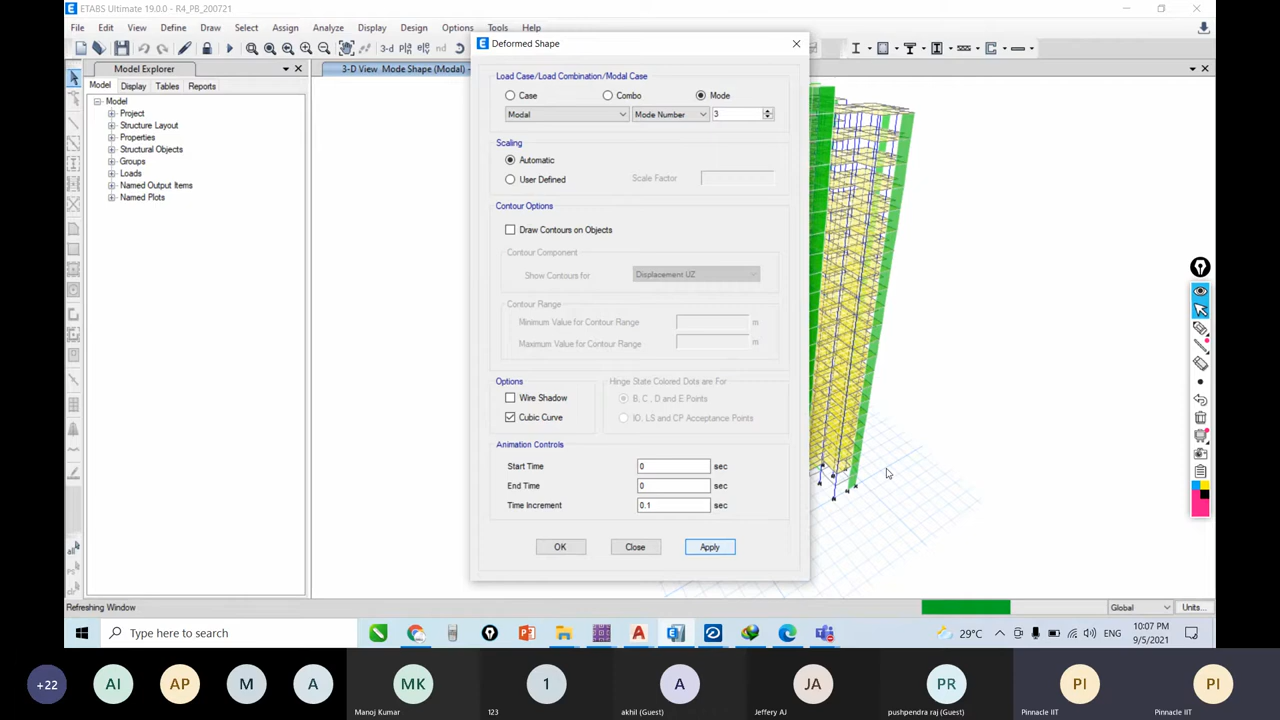 ETABS Ultimate 19.0.0 - R4_PB_200721
File Edit View Define Draw Select Assign Analyze Display Design Options Tools Help
3-d
Model Explorer
3-D View Mode Shape (Modal) -
Model Display Tables Reports
Model
Project
Structure Layout
Properties
Structural Objects
Groups
Loads
Named Output Items
Named Plots
Deformed Shape
Load Case/Load Combination/Modal Case
Case Combo Mode
Modal Mode Number 3
Scaling
Automatic
User Defined Scale Factor
Contour Options
Draw Contours on Objects
Contour Component
Show Contours for Displacement UZ
Contour Range
Minimum Value for Contour Range m
Maximum Value for Contour Range m
Options
Wire Shadow
Cubic Curve
Hinge State Colored Dots are For
B, C , D and E Points
IO, LS and CP Acceptance Points
Animation Controls
Start Time 0 sec
End Time 0 sec
Time Increment 0.1 sec
OK Close Apply
all
Refreshing Window
Global Units...
Type here to search
29°C ENG
10:07 PM
9/5/2021
+22 AI AP M A MK 1 A JA PR PI PI
Manoj Kumar 123 akhil (Guest) Jeffery AJ pushpendra raj (Guest) Pinnacle IIT Pinnacle IIT